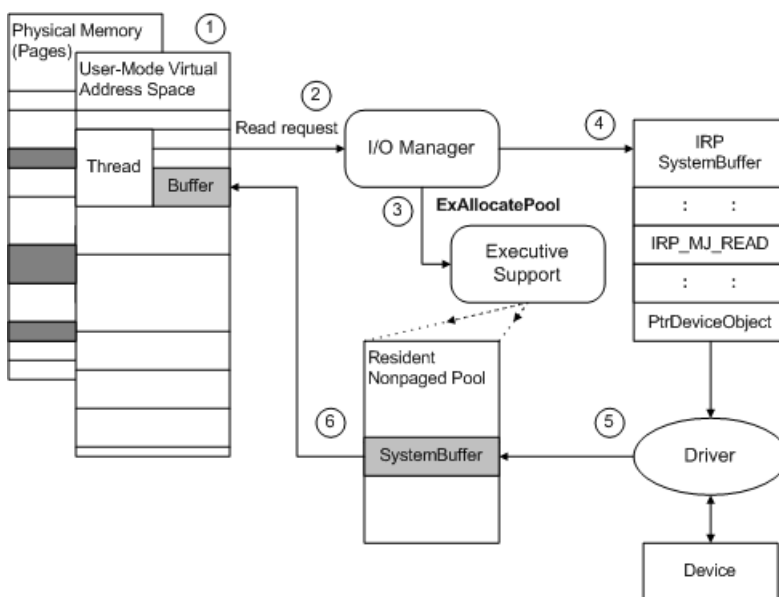 Physical Memory
(Pages)
1
User-Mode Virtual
Address Space
2
Read request
Thread
Buffer
I/O Manager
3
ExAllocatePool
Executive
Support
4
IRP
SystemBuffer
: :
IRP_MJ_READ
: :
PtrDeviceObject
Resident
Nonpaged Pool
6
SystemBuffer
5
Driver
Device